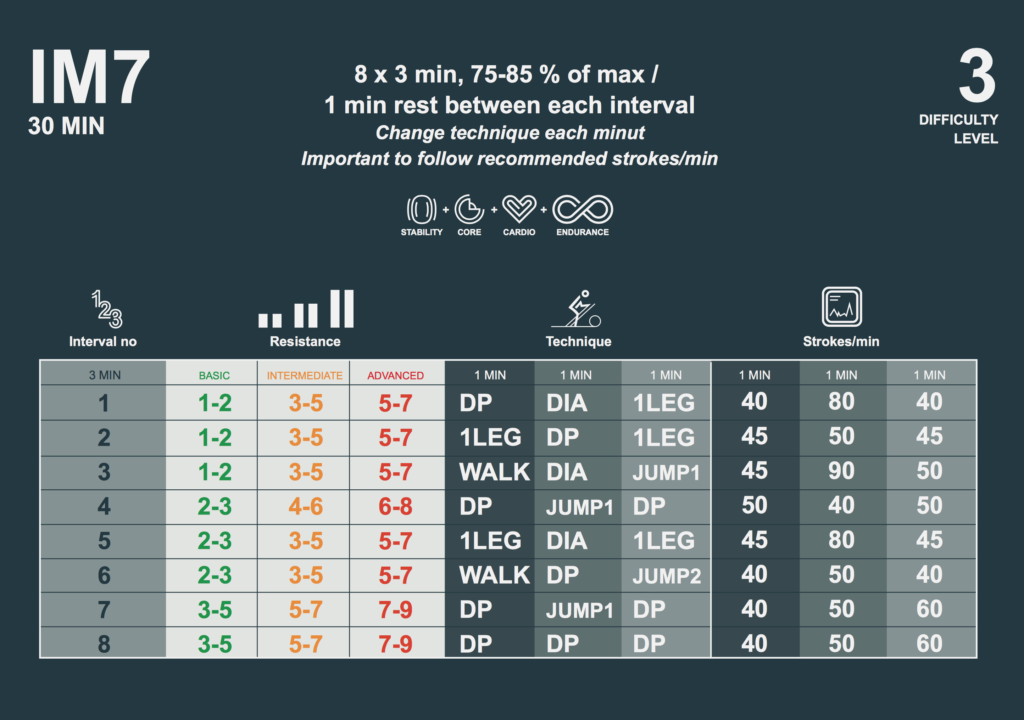 IM7
30 MIN
8 x 3 min, 75-85 % of max /
1 min rest between each interval
Change technique each minut
Important to follow recommended strokes/min
3
DIFFICULTY
LEVEL
STABILITY + CORE + CARDIO + ENDURANCE
123
Interval no Resistance Technique Strokes/min
3 MIN BASIC INTERMEDIATE ADVANCED 1 MIN 1 MIN 1 MIN 1 MIN 1 MIN 1 MIN
1 1-2 3-5 5-7 DP DIA 1LEG 40 80 40
2 1-2 3-5 5-7 1LEG DP 1LEG 45 50 45
3 1-2 3-5 5-7 WALK DIA JUMP1 45 90 50
4 2-3 4-6 6-8 DP JUMP1 DP 50 40 50
5 2-3 3-5 5-7 1LEG DIA 1LEG 45 80 45
6 2-3 3-5 5-7 WALK DP JUMP2 40 50 40
7 3-5 5-7 7-9 DP JUMP1 DP 40 50 60
8 3-5 5-7 7-9 DP DP DP 40 50 60